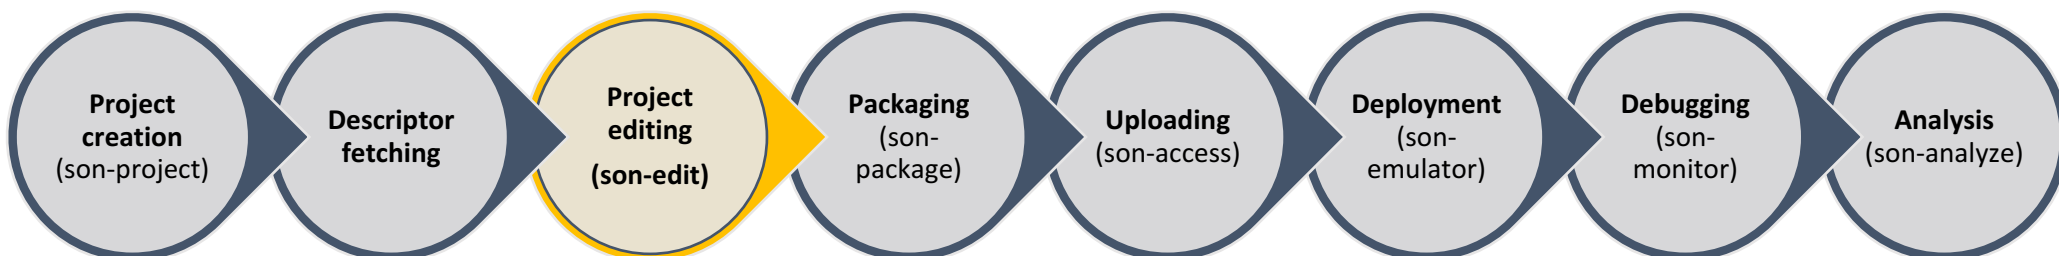 Project
creation
(son-project)
Descriptor
fetching
Project
editing
(son-edit)
Packaging
(son-
package)
Uploading
(son-access)
Deployment
(son-
emulator)
Debugging
(son-
monitor)
Analysis
(son-analyze)